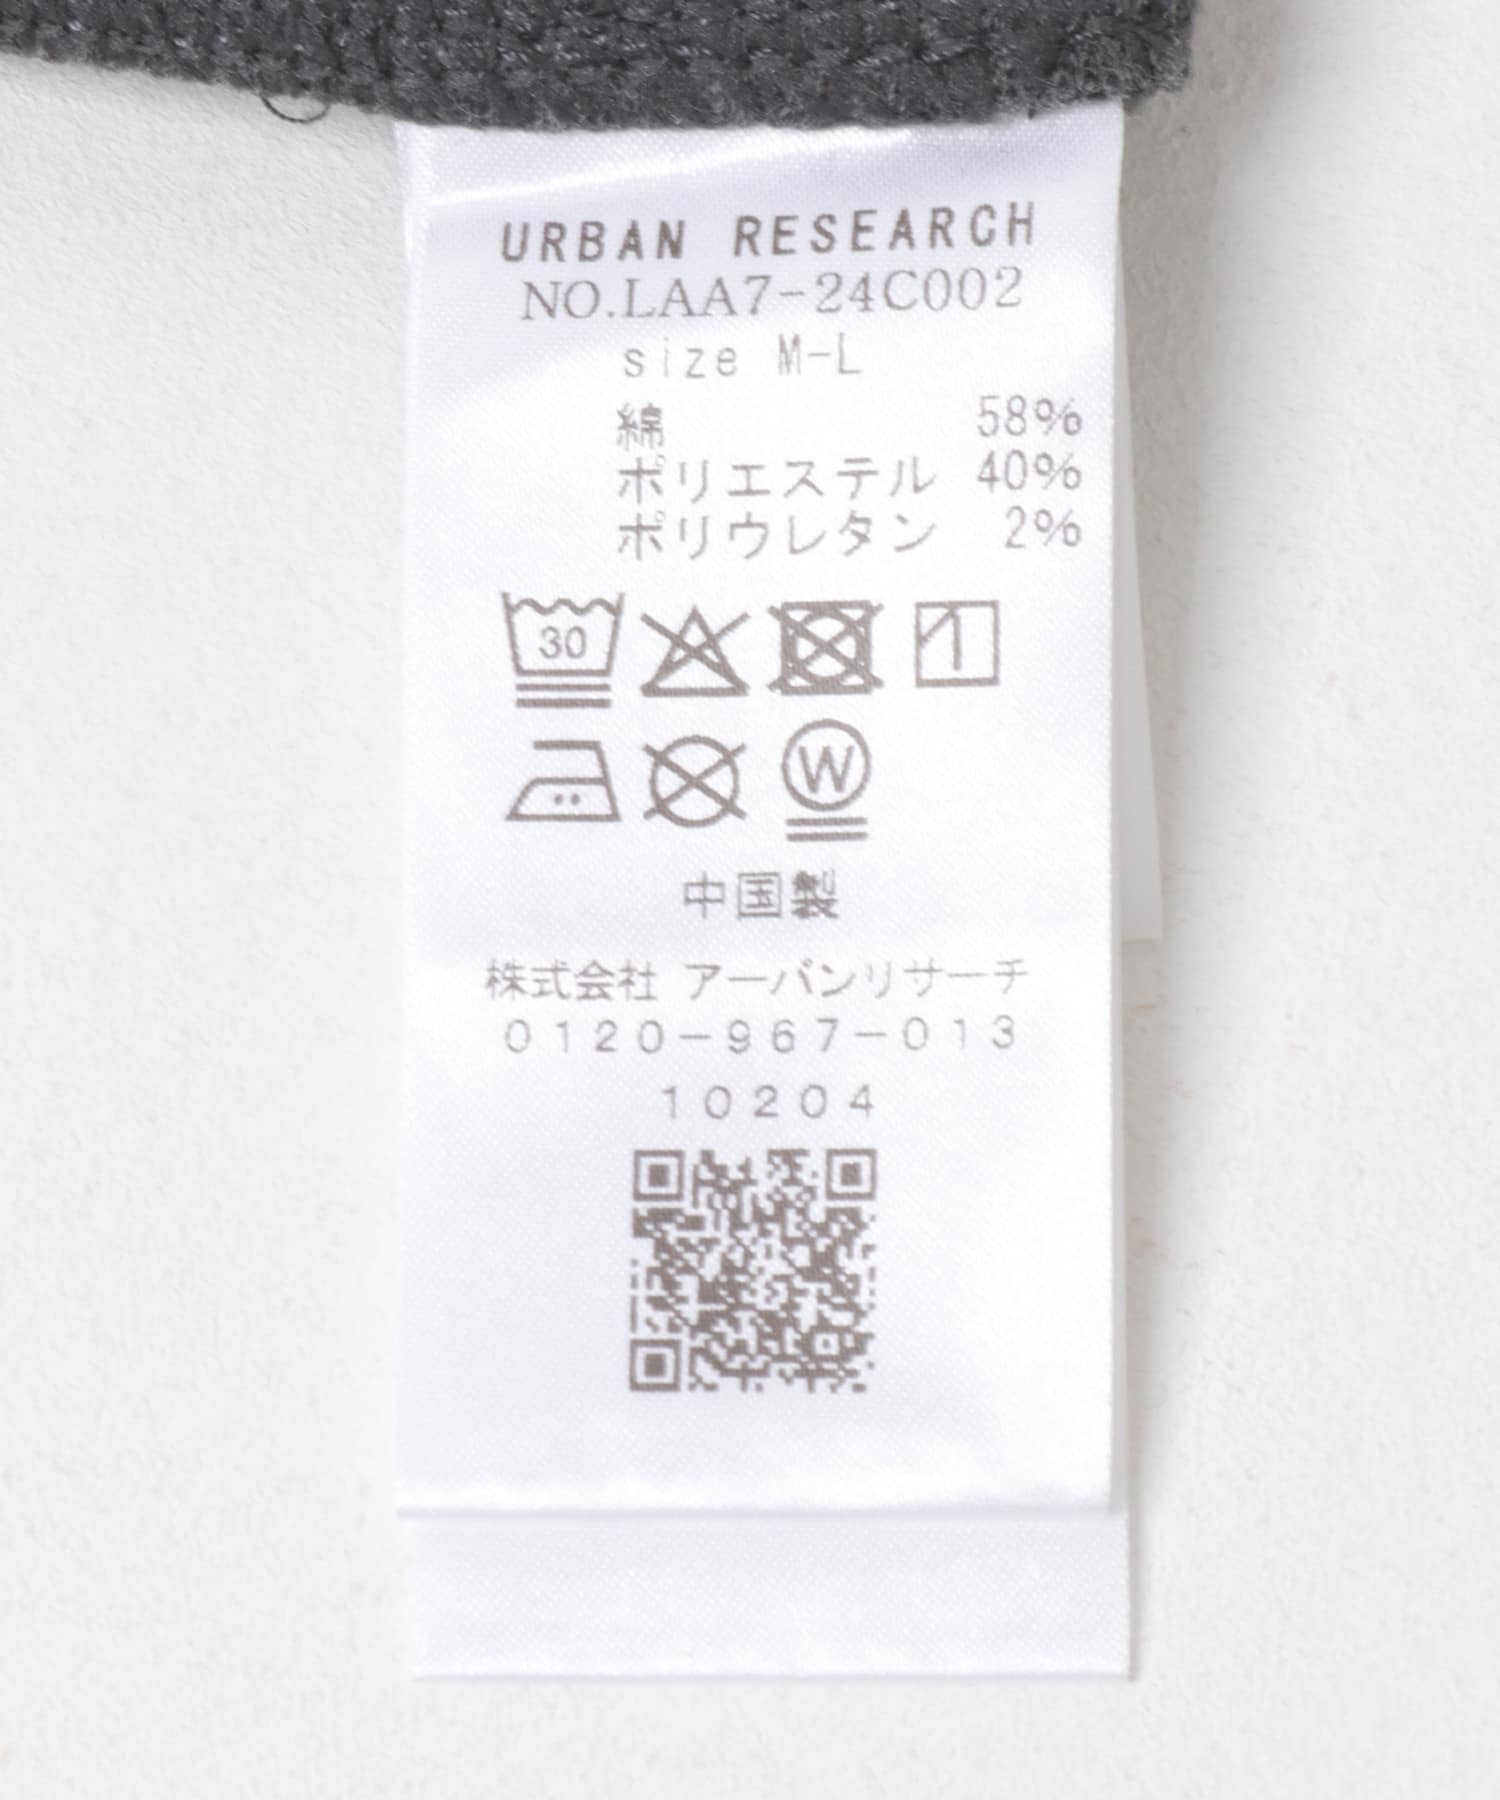 URBAN RESEARCH
NO.LAA7-24C002
size M-L
綿 58%
ポリエステル 40%
ポリウレタン 2%
30
W
中国製
株式会社 アーバンリサーチ
0120-967-013
10204